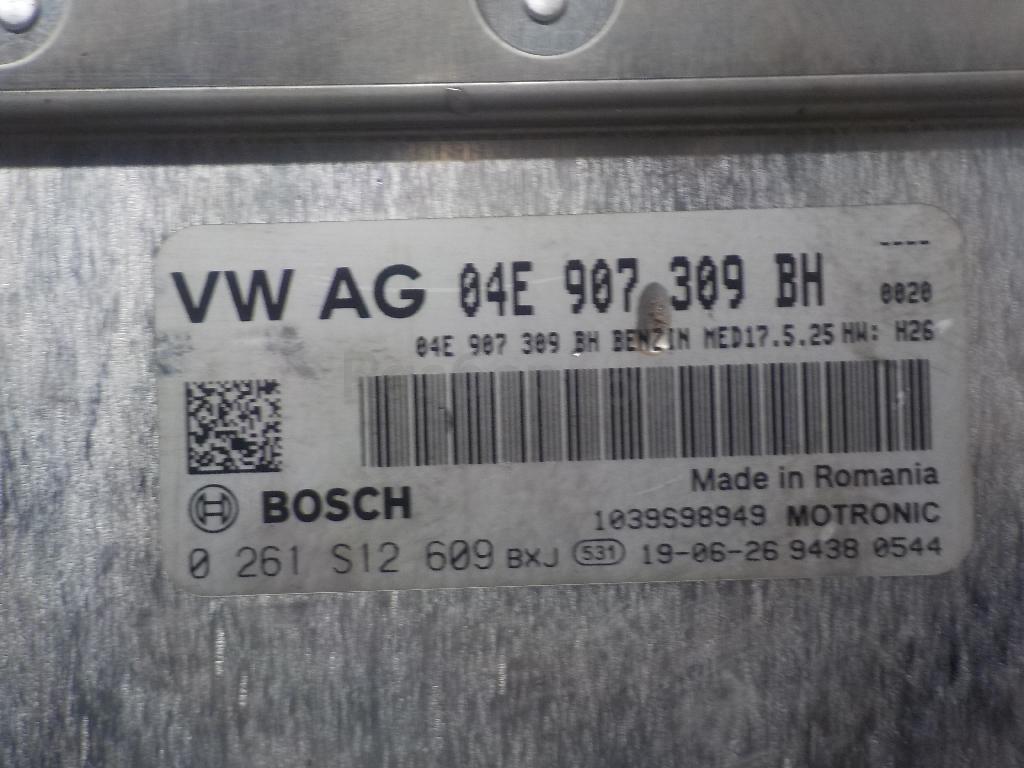 ----
VW AG 04E 907 309 BH 0020
04E 907 309 BH BENZIN MED17.5.25 HW: H26
Made in Romania
BOSCH 1039S98949 MOTRONIC
0 261 S12 609 BXJ 531 19-06-26 9438 0544